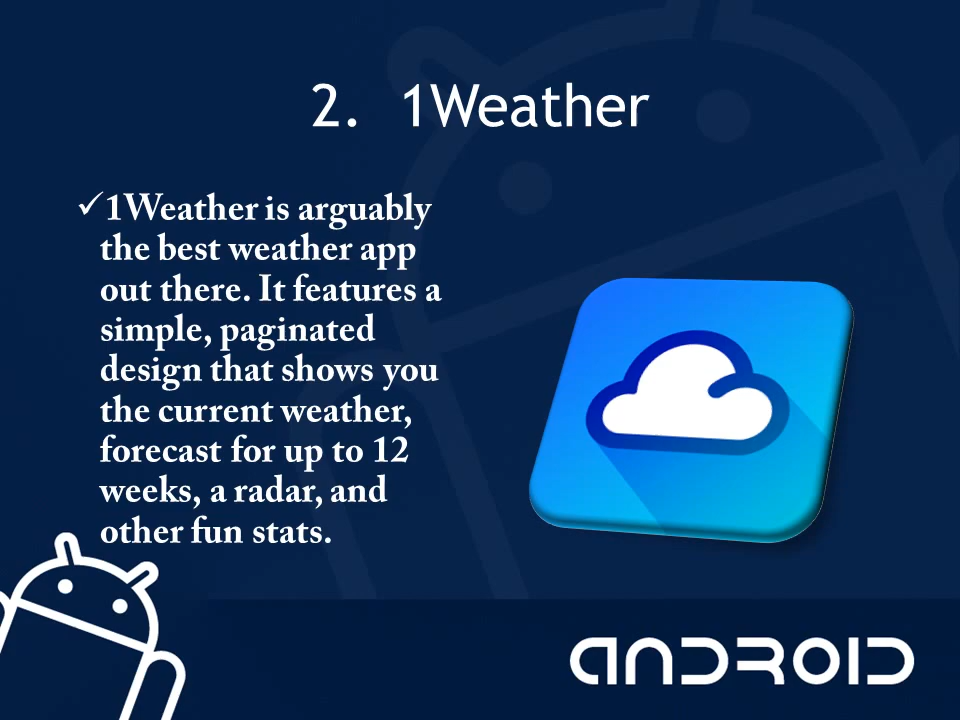 2. 1Weather
✓1Weather is arguably
the best weather app
out there. It features a
simple, paginated
design that shows you
the current weather,
forecast for up to 12
weeks, a radar, and
other fun stats.
ANDROID